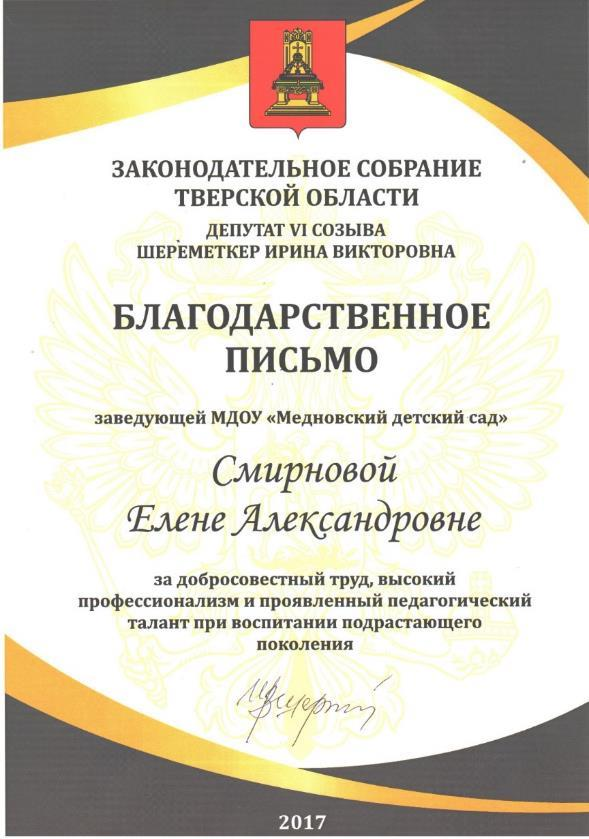 ЗАКОНОДАТЕЛЬНОЕ СОБРАНИЕ
ТВЕРСКОЙ ОБЛАСТИ
ДЕПУТАТ VI СОЗЫВА
ШЕРЕМЕТКЕР ИРИНА ВИКТОРОВНА
БЛАГОДАРСТВЕННОЕ
ПИСЬМО
заведующей МДОУ «Медновский детский сад»
Смирновой
Елене Александровне
за добросовестный труд, высокий
профессионализм и проявленный педагогический
талант при воспитании подрастающего
поколения
2017